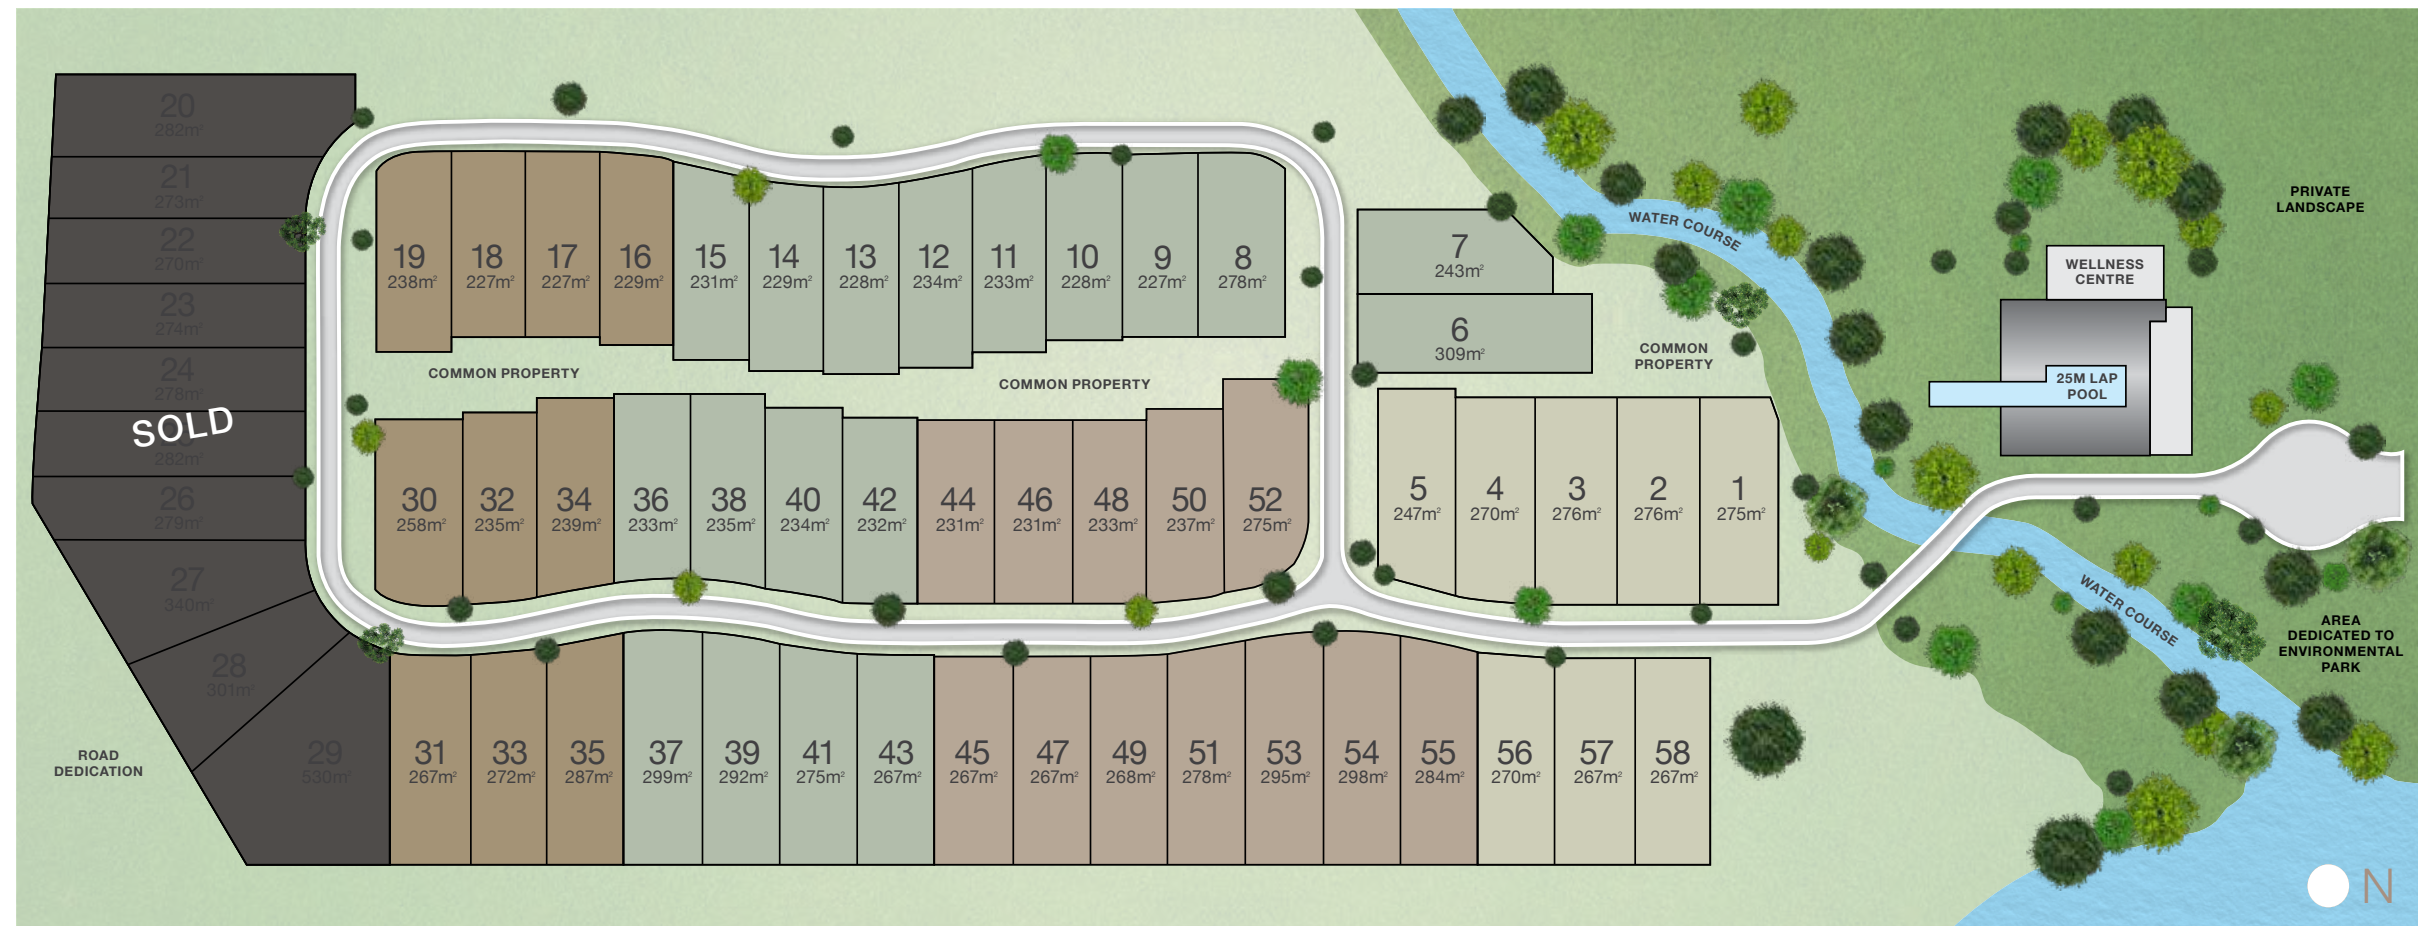 20
282m²
21
273m²
22
270m²
23
274m²
24
278m²
SOLD
282m²
26
279m²
27
340m²
28
301m²
29
530m²
ROAD
DEDICATION
19
238m²
18
227m²
17
227m²
16
229m²
15
231m²
14
229m²
13
228m²
12
234m²
11
233m²
10
228m²
9
227m²
8
278m²
COMMON PROPERTY
COMMON PROPERTY
30
258m²
32
235m²
34
239m²
36
233m²
38
235m²
40
234m²
42
232m²
44
231m²
46
231m²
48
233m²
50
237m²
52
275m²
31
267m²
33
272m²
35
287m²
37
299m²
39
292m²
41
275m²
43
267m²
45
267m²
47
267m²
49
268m²
51
278m²
53
295m²
54
298m²
55
284m²
56
270m²
57
267m²
58
267m²
7
243m²
6
309m²
COMMON
PROPERTY
5
247m²
4
270m²
3
276m²
2
276m²
1
275m²
WATER COURSE
WELLNESS
CENTRE
25M LAP
POOL
PRIVATE
LANDSCAPE
WATER COURSE
AREA
DEDICATED TO
ENVIRONMENTAL
PARK
N